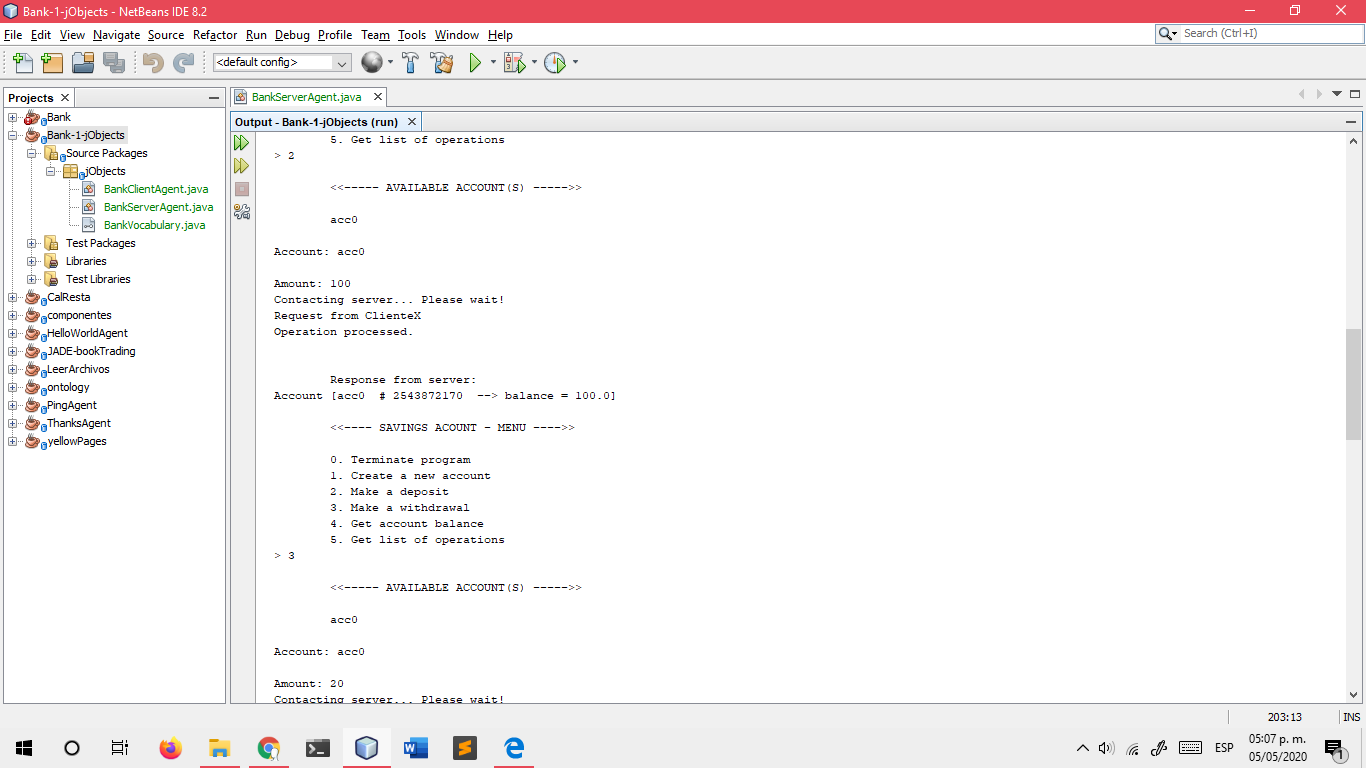 Bank-1-jObjects - NetBeans IDE 8.2
File Edit View Navigate Source Refactor Run Debug Profile Team Tools Window Help
Search (Ctrl+I)
<default config>
Projects
Bank
Bank-1-jObjects
Source Packages
jObjects
BankClientAgent.java
BankServerAgent.java
BankVocabulary.java
Test Packages
Libraries
Test Libraries
CalResta
componentes
HelloWorldAgent
JADE-bookTrading
LeerArchivos
ontology
PingAgent
ThanksAgent
yellowPages
BankServerAgent.java
Output - Bank-1-jObjects (run)
5. Get list of operations
> 2
<<----- AVAILABLE ACCOUNT(S) ----->>
acc0
Account: acc0
Amount: 100
Contacting server... Please wait!
Request from ClienteX
Operation processed.
Response from server:
Account [acc0  # 2543872170  --> balance = 100.0]
<<---- SAVINGS ACOUNT - MENU ---->>
0. Terminate program
1. Create a new account
2. Make a deposit
3. Make a withdrawal
4. Get account balance
5. Get list of operations
> 3
<<----- AVAILABLE ACCOUNT(S) ----->>
acc0
Account: acc0
Amount: 20
Contacting server... Please wait!
203:13 INS
ESP
05:07 p. m.
05/05/2020
1